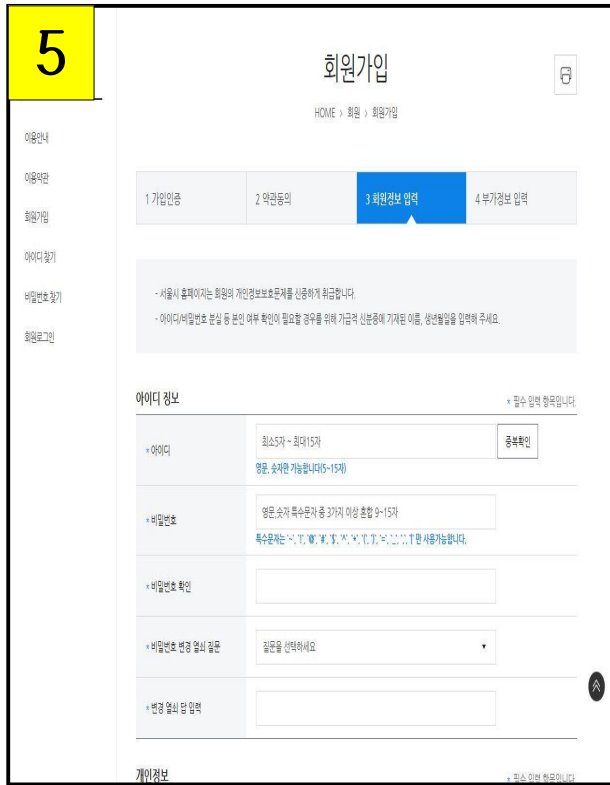 5
회원가입
HOME > 회원 > 회원가입
이용안내
이용약관
회원가입
아이디 찾기
비밀번호 찾기
회원로그인
1 가입인증
2 약관동의
3 회원정보 입력
4 부가정보 입력
- 서울시 홈페이지는 회원의 개인정보보호문제를 신중하게 취급합니다.
- 아이디/비밀번호 분실 등 본인 여부 확인이 필요할 경우를 위해 가급적 신분증에 기재된 이름, 생년월일을 입력해 주세요.
아이디 정보
* 필수 입력 항목입니다.
* 아이디
최소5자 ~ 최대15자
중복확인
영문, 숫자만 가능합니다(5~15자)
* 비밀번호
영문,숫자 특수문자 중 3가지 이상 혼합 9~15자
특수문자는 '~', '!', '@', '#', '$', '^', '*', '(', ')', '=', '_', '.', '|' 만 사용가능합니다.
* 비밀번호 확인
* 비밀번호 변경 열쇠 질문
질문을 선택하세요
* 변경 열쇠 답 입력
개인정보
* 필수 입력 항목입니다.